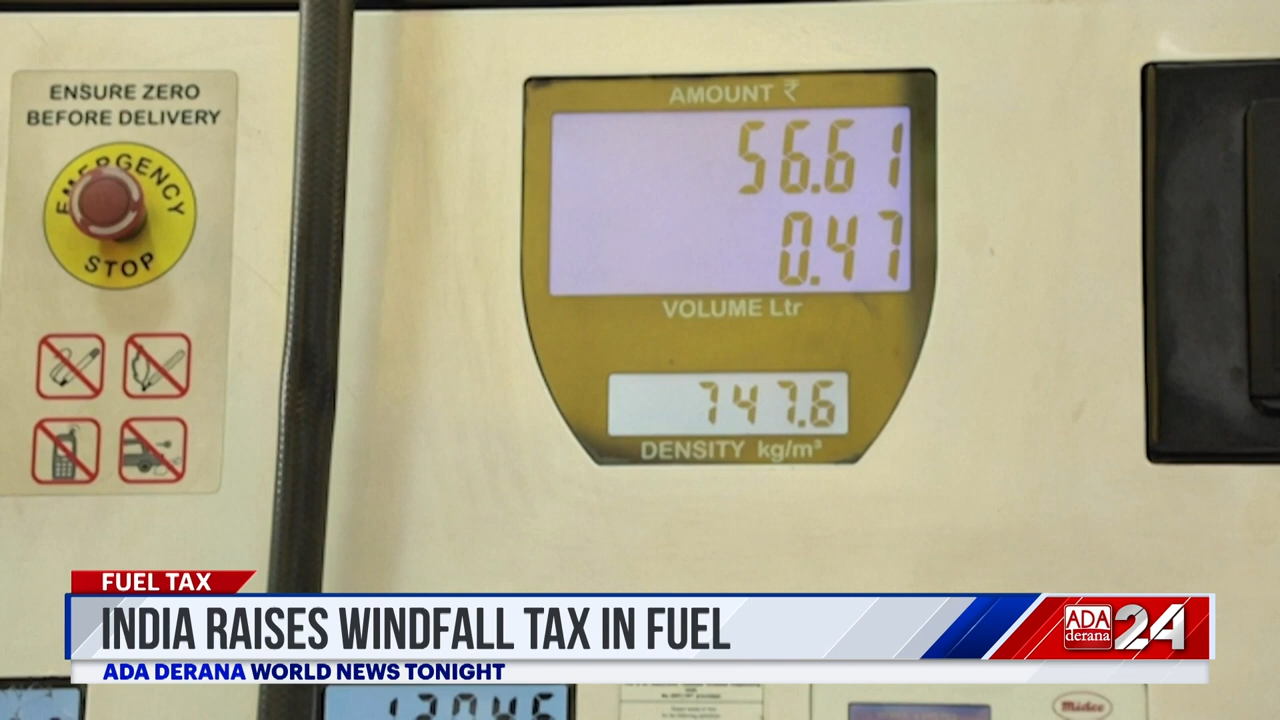 ENSURE ZERO
BEFORE DELIVERY
EMERGENCY
STOP
AMOUNT ₹
56.61
0.47
VOLUME Ltr
747.6
DENSITY kg/m³
FUEL TAX
INDIA RAISES WINDFALL TAX IN FUEL
ADA derana 24
ADA DERANA WORLD NEWS TONIGHT
Midco